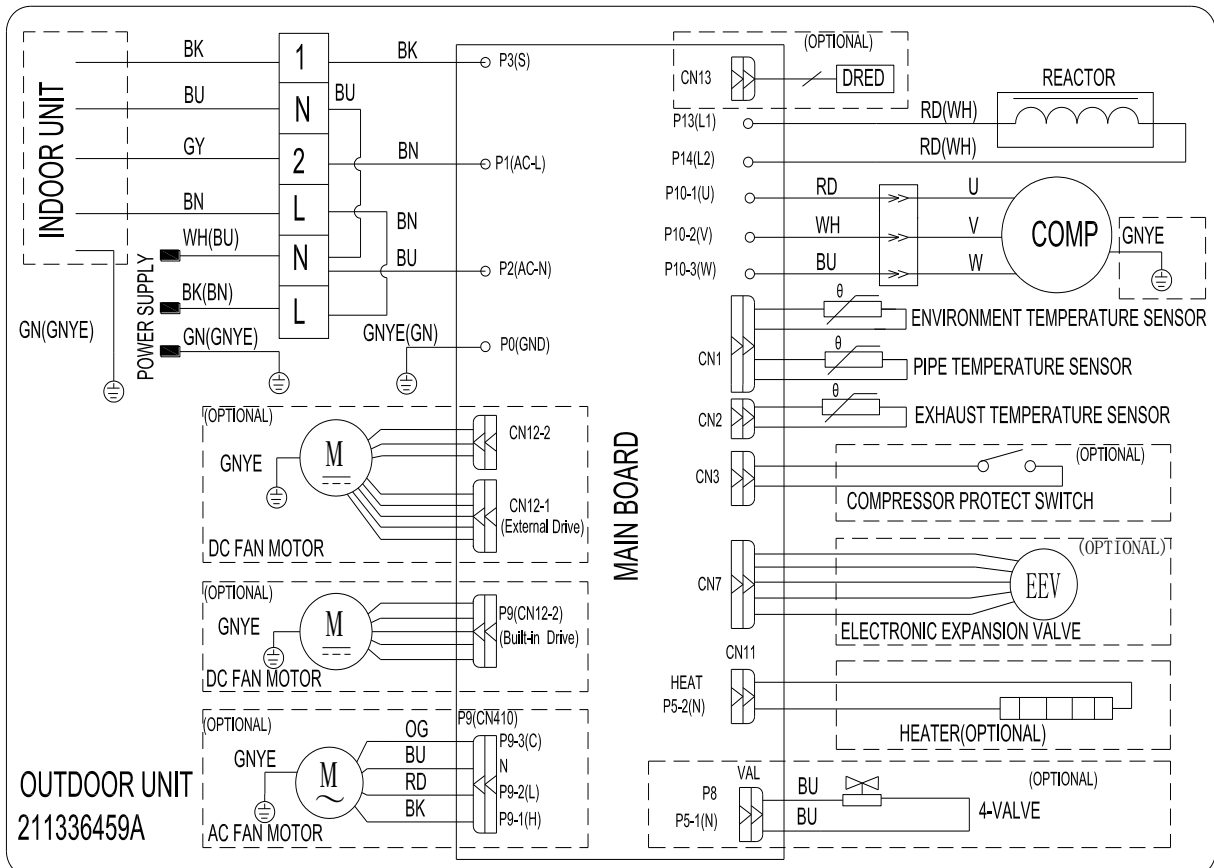 INDOOR UNIT
BK
BU
GY
BN
WH(BU)
BK(BN)
GN(GNYE)
GN(GNYE)
POWER SUPPLY
1
N
2
L
N
L
BK
BU
BN
BN
BU
GNYE(GN)
P3(S)
P1(AC-L)
P2(AC-N)
P0(GND)
(OPTIONAL)
GNYE
M
CN12-2
CN12-1
(External Drive)
DC FAN MOTOR
(OPTIONAL)
GNYE
M
P9(CN12-2)
(Built-in Drive)
DC FAN MOTOR
(OPTIONAL)
GNYE
M
OG
BU
RD
BK
P9(CN410)
P9-3(C)
N
P9-2(L)
P9-1(H)
AC FAN MOTOR
OUTDOOR UNIT
211336459A
MAIN BOARD
(OPTIONAL)
CN13
DRED
REACTOR
P13(L1)
RD(WH)
P14(L2)
RD(WH)
P10-1(U)
RD
U
P10-2(V)
WH
V
P10-3(W)
BU
W
COMP
GNYE
CN1
θ
ENVIRONMENT TEMPERATURE SENSOR
θ
PIPE TEMPERATURE SENSOR
CN2
θ
EXHAUST TEMPERATURE SENSOR
CN3
(OPTIONAL)
COMPRESSOR PROTECT SWITCH
CN7
(OPTIONAL)
EEV
ELECTRONIC EXPANSION VALVE
CN11
HEAT
P5-2(N)
HEATER(OPTIONAL)
VAL
(OPTIONAL)
P8
BU
P5-1(N)
BU
4-VALVE